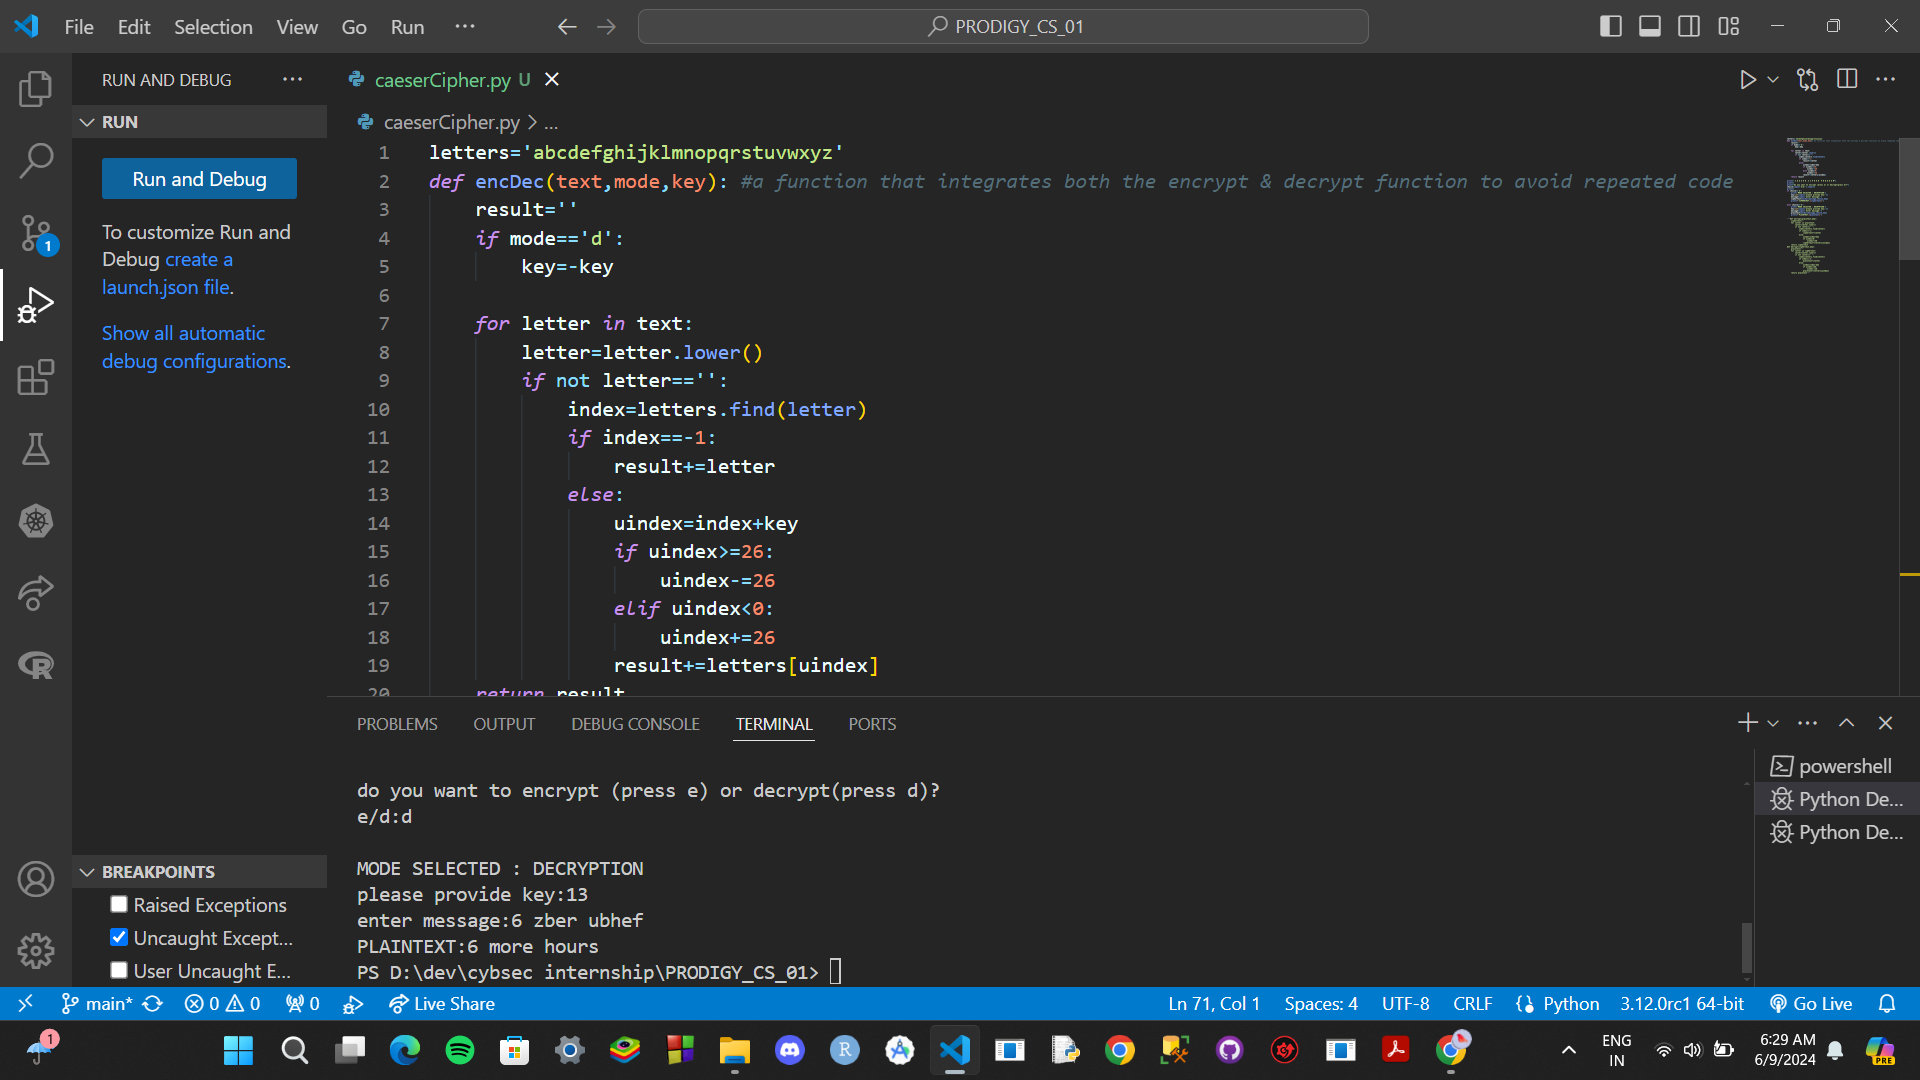 File Edit Selection View Go Run ··· PRODIGY_CS_01
RUN AND DEBUG ···
RUN
Run and Debug
To customize Run and
Debug create a
launch.json file.
Show all automatic
debug configurations.
1
BREAKPOINTS
Raised Exceptions
Uncaught Except...
User Uncaught E...
caeserCipher.py U
caeserCipher.py > ...
1 letters='abcdefghijklmnopqrstuvwxyz'
2 def encDec(text,mode,key): #a function that integrates both the encrypt & decrypt function to avoid repeated code
3 result=''
4 if mode=='d':
5 key=-key
6
7 for letter in text:
8 letter=letter.lower()
9 if not letter=='':
10 index=letters.find(letter)
11 if index==-1:
12 result+=letter
13 else:
14 uindex=index+key
15 if uindex>=26:
16 uindex-=26
17 elif uindex<0:
18 uindex+=26
19 result+=letters[uindex]
20 return result
PROBLEMS OUTPUT DEBUG CONSOLE TERMINAL PORTS
do you want to encrypt (press e) or decrypt(press d)?
e/d:d
MODE SELECTED : DECRYPTION
please provide key:13
enter message:6 zber ubhef
PLAINTEXT:6 more hours
PS D:\dev\cybsec internship\PRODIGY_CS_01>
powershell
Python De...
Python De...
main* 0 0 0 Live Share Ln 71, Col 1 Spaces: 4 UTF-8 CRLF Python 3.12.0rc1 64-bit Go Live
1
R
ENG
IN
6:29 AM
6/9/2024
PRE